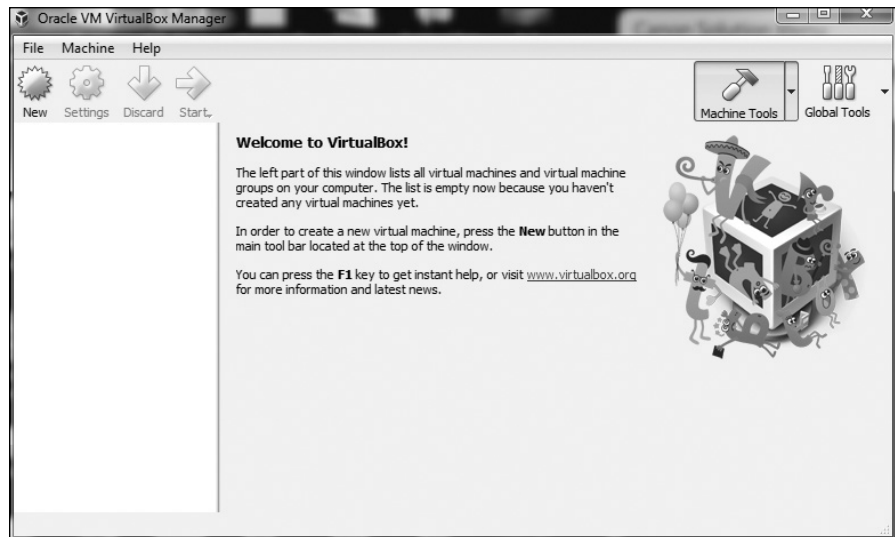 Oracle VM VirtualBox Manager
File Machine Help
New Settings Discard Start
Machine Tools Global Tools
Welcome to VirtualBox!
The left part of this window lists all virtual machines and virtual machine
groups on your computer. The list is empty now because you haven't
created any virtual machines yet.
In order to create a new virtual machine, press the New button in the
main tool bar located at the top of the window.
You can press the F1 key to get instant help, or visit www.virtualbox.org
for more information and latest news.